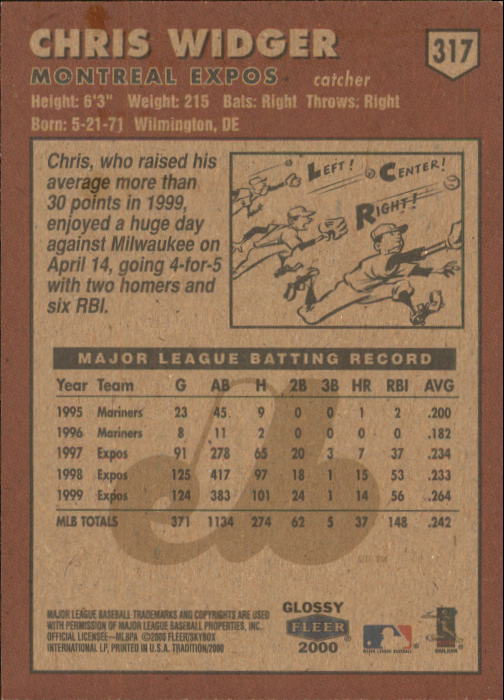 CHRIS WIDGER
317
MONTREAL EXPOS catcher
Height: 6'3" Weight: 215 Bats: Right Throws: Right
Born: 5-21-71 Wilmington, DE
Chris, who raised his
average more than
30 points in 1999,
enjoyed a huge day
against Milwaukee on
April 14, going 4-for-5
with two homers and
six RBI.
LEFT!
CENTER!
RIGHT!
MAJOR LEAGUE BATTING RECORD
Year Team G AB H 2B 3B HR RBI AVG
1995 Mariners 23 45 9 0 0 1 2 .200
1996 Mariners 8 11 2 0 0 0 0 .182
1997 Expos 91 278 65 20 3 7 37 .234
1998 Expos 125 417 97 18 1 15 53 .233
1999 Expos 124 383 101 24 1 14 56 .264
MLB TOTALS 371 1134 274 62 5 37 148 .242
MAJOR LEAGUE BASEBALL TRADEMARKS AND COPYRIGHTS ARE USED
WITH PERMISSION OF MAJOR LEAGUE BASEBALL PROPERTIES, INC.
OFFICIAL LICENSEE—MLBPA ©2000 FLEER/SKYBOX
INTERNATIONAL LP, PRINTED IN U.S.A. TRADITION/2000
GLOSSY
FLEER
2000